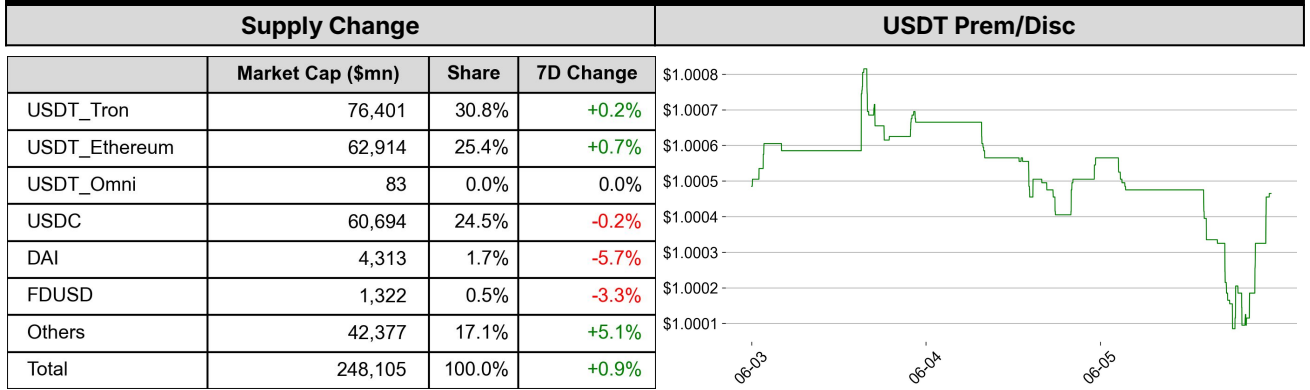 Supply Change
USDT Prem/Disc
Market Cap ($mn) Share 7D Change
USDT_Tron 76,401 30.8% +0.2%
USDT_Ethereum 62,914 25.4% +0.7%
USDT_Omni 83 0.0% 0.0%
USDC 60,694 24.5% -0.2%
DAI 4,313 1.7% -5.7%
FDUSD 1,322 0.5% -3.3%
Others 42,377 17.1% +5.1%
Total 248,105 100.0% +0.9%
$1.0008
$1.0007
$1.0006
$1.0005
$1.0004
$1.0003
$1.0002
$1.0001
06-03 06-04 06-05